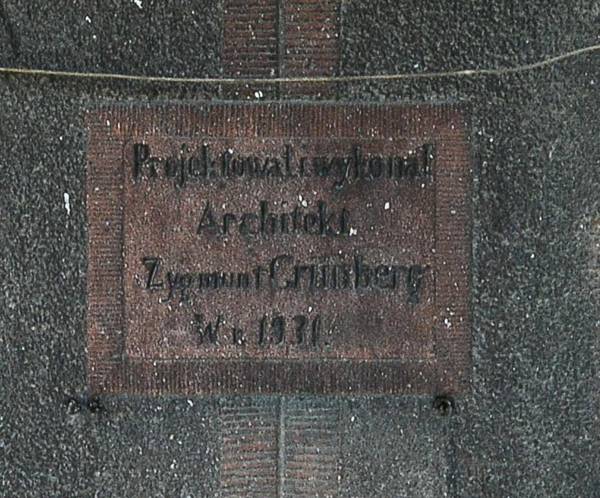 Projektował i wykonał
Architekt
Zygmunt Grünberg
W r. 1931.